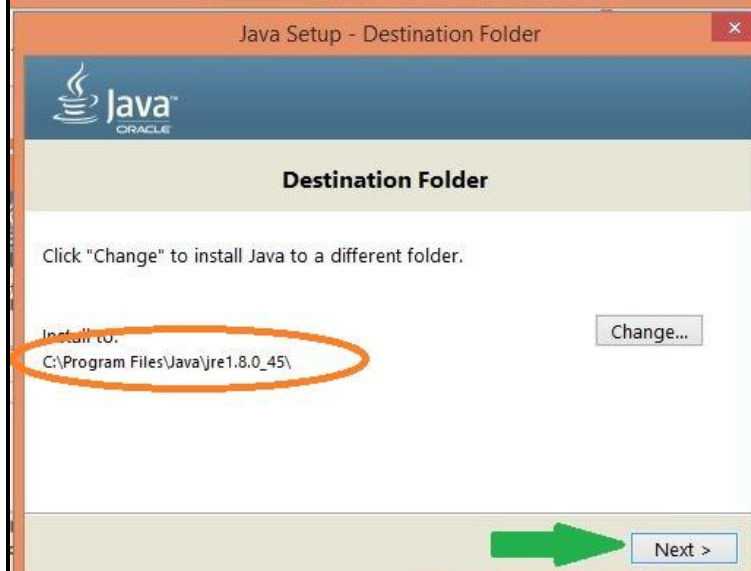 Java Setup - Destination Folder
Java™
ORACLE
Destination Folder
Click "Change" to install Java to a different folder.
Install to:
Change...
C:\Program Files\Java\jre1.8.0_45\
Next >